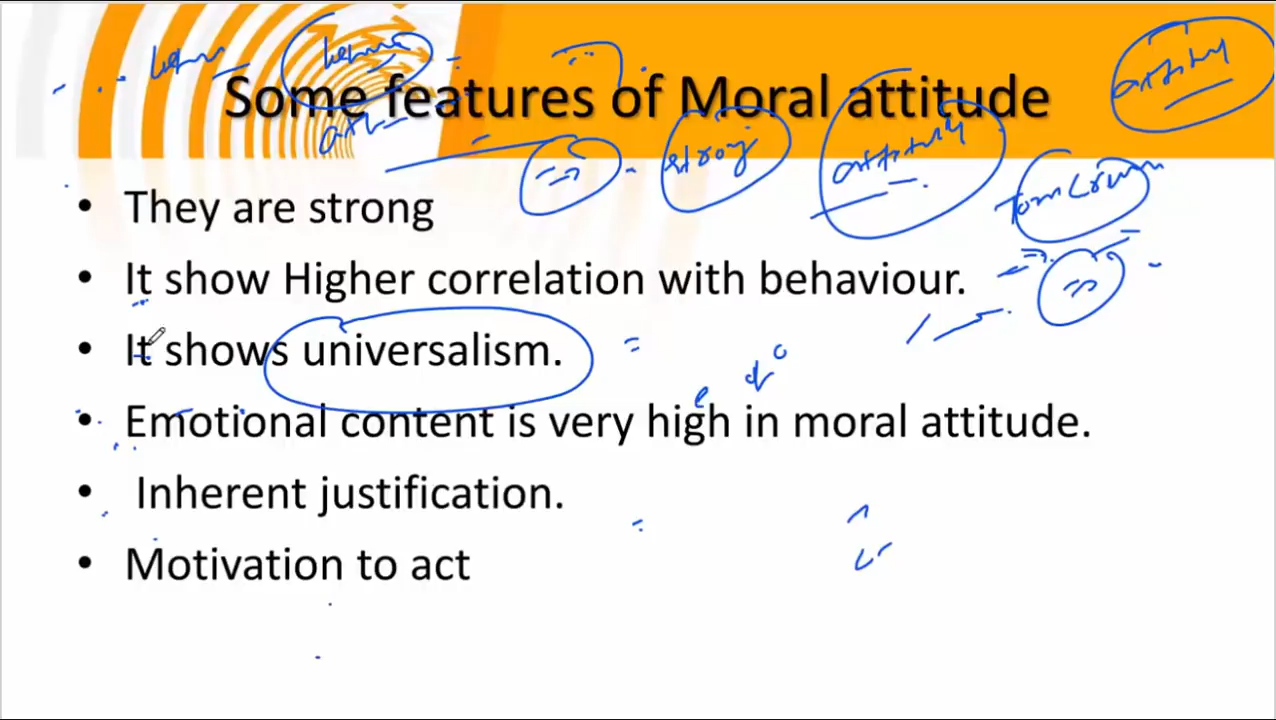 Some features of Moral attitude
strong
• They are strong
• It show Higher correlation with behaviour.
• It shows universalism.
• Emotional content is very high in moral attitude.
• Inherent justification.
• Motivation to act